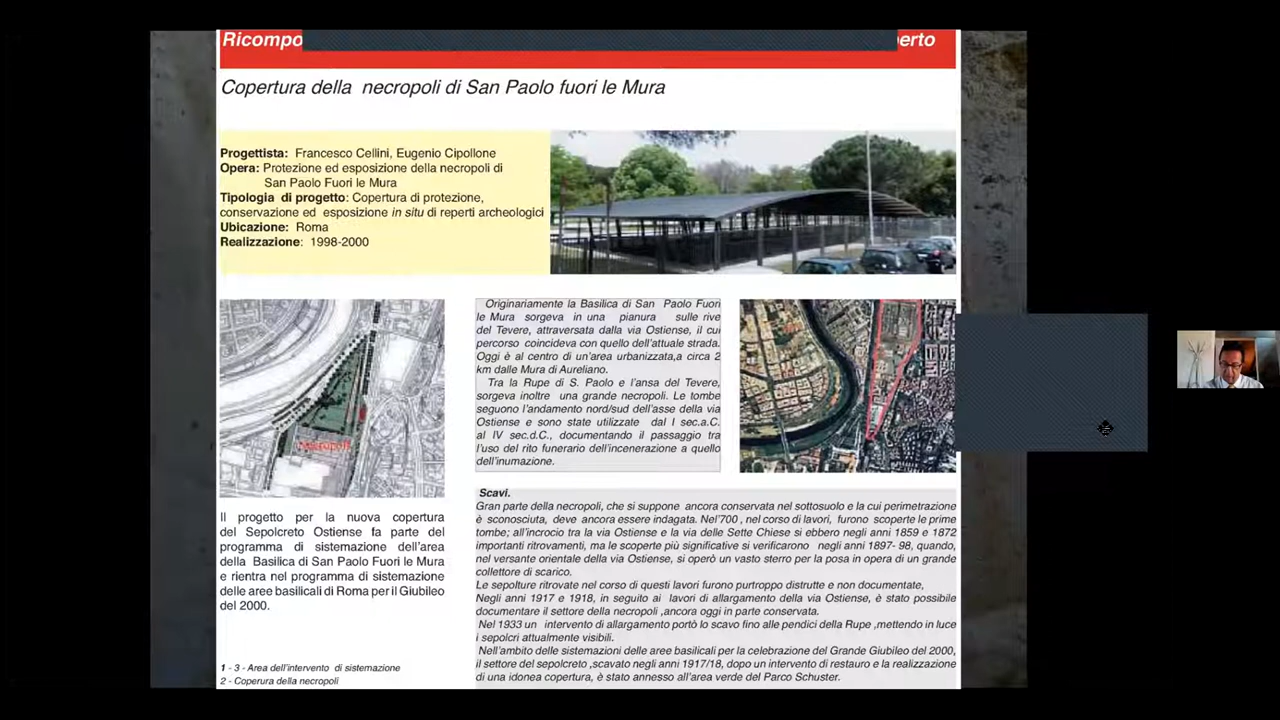 Ricompo erto
Copertura della necropoli di San Paolo fuori le Mura
Progettista: Francesco Cellini, Eugenio Cipollone
Opera: Protezione ed esposizione della necropoli di
San Paolo Fuori le Mura
Tipologia di progetto: Copertura di protezione,
conservazione ed esposizione in situ di reperti archeologici
Ubicazione: Roma
Realizzazione: 1998-2000
Necropoli
Il progetto per la nuova copertura
del Sepolcreto Ostiense fa parte del
programma di sistemazione dell'area
della Basilica di San Paolo Fuori le Mura
e rientra nel programma di sistemazione
delle aree basilicali di Roma per il Giubileo
del 2000.
1 - 3 - Area dell'intervento di sistemazione
2 - Coperura della necropoli
Originariamente la Basilica di San Paolo Fuori
le Mura sorgeva in una pianura sulle rive
del Tevere, attraversata dalla via Ostiense, il cui
percorso coincideva con quello dell'attuale strada.
Oggi è al centro di un'area urbanizzata,a circa 2
km dalle Mura di Aureliano.
Tra la Rupe di S. Paolo e l'ansa del Tevere,
sorgeva inoltre una grande necropoli. Le tombe
seguono l'andamento nord/sud dell'asse della via
Ostiense e sono state utilizzate dal I sec.a.C.
al IV sec.d.C., documentando il passaggio tra
l'uso del rito funerario dell'incenerazione a quello
dell'inumazione.
Scavi.
Gran parte della necropoli, che si suppone ancora conservata nel sottosuolo e la cui perimetrazione
è sconosciuta, deve ancora essere indagata. Nel'700 , nel corso di lavori, furono scoperte le prime
tombe; all'incrocio tra la via Ostiense e la via delle Sette Chiese si ebbero negli anni 1859 e 1872
importanti ritrovamenti, ma le scoperte più significative si verificarono negli anni 1897- 98, quando,
nel versante orientale della via Ostiense, si operò un vasto sterro per la posa in opera di un grande
collettore di scarico.
Le sepolture ritrovate nel corso di questi lavori furono purtroppo distrutte e non documentate,
Negli anni 1917 e 1918, in seguito ai lavori di allargamento della via Ostiense, è stato possibile
documentare il settore della necropoli ,ancora oggi in parte conservata.
Nel 1933 un intervento di allargamento portò lo scavo fino alle pendici della Rupe ,mettendo in luce
i sepolcri attualmente visibili.
Nell'ambito delle sistemazioni delle aree basilicali per la celebrazione del Grande Giubileo del 2000,
il settore del sepolcreto ,scavato negli anni 1917/18, dopo un intervento di restauro e la realizzazione
di una idonea copertura, è stato annesso all'area verde del Parco Schuster.